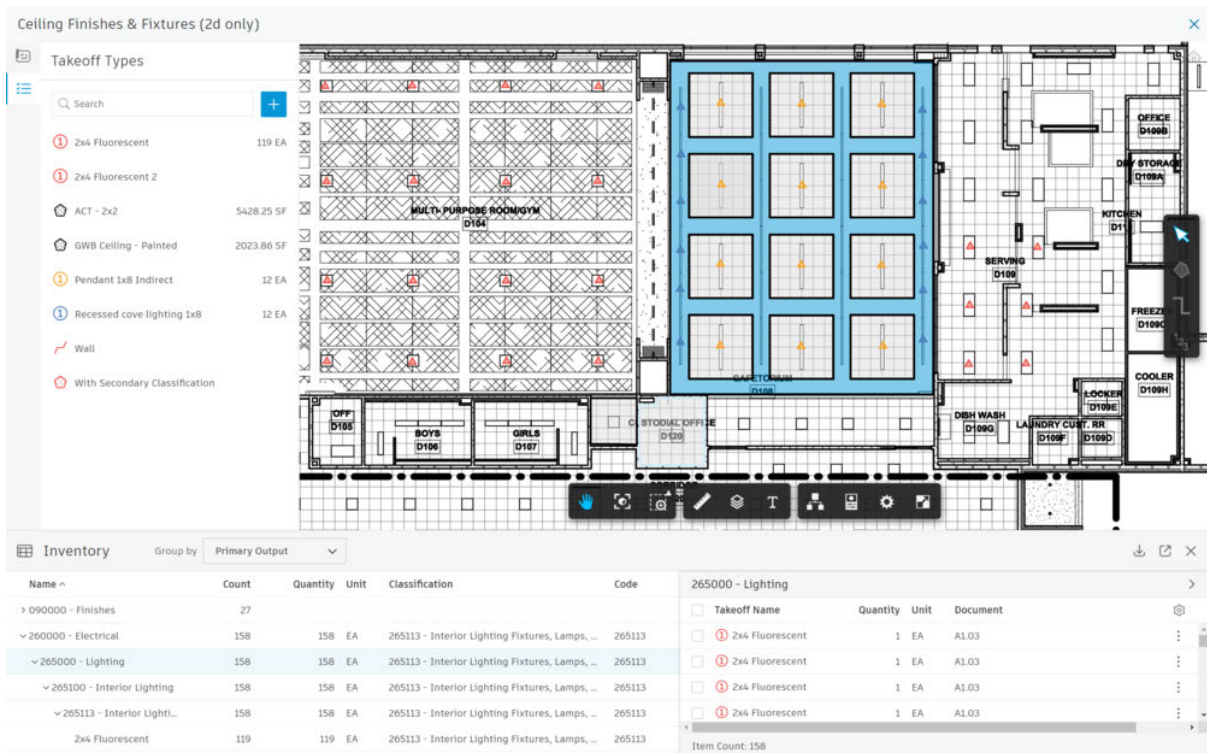 Ceiling Finishes & Fixtures (2d only)
Takeoff Types
Search
2x4 Fluorescent 119 EA
2x4 Fluorescent 2
ACT - 2x2 5428.25 SF
GWB Ceiling - Painted 2023.86 SF
Pendant 1x8 Indirect 12 EA
Recessed cove lighting 1x8 12 EA
Wall
With Secondary Classification
MULTI- PURPOSE ROOM/GYM
D104
OFF
D105
BOYS
D106
GIRLS
D107
CAFETORIUM
D108
CUSTODIAL OFFICE
D120
CORRIDOR
SERVING
D109
OFFICE
D109B
DRY STORAGE
D109A
KITCHEN
D11
FREEZER
D109C
COOLER
D109H
LOCKER
D109E
DISH WASH
D109G
LAUNDRY CUST. RR
D109F D109D
123
T
Inventory Group by Primary Output
Name Count Quantity Unit Classification Code
090000 - Finishes 27
260000 - Electrical 158 158 EA 265113 - Interior Lighting Fixtures, Lamps, ... 265113
265000 - Lighting 158 158 EA 265113 - Interior Lighting Fixtures, Lamps, ... 265113
265100 - Interior Lighting 158 158 EA 265113 - Interior Lighting Fixtures, Lamps, ... 265113
265113 - Interior Lighti... 158 158 EA 265113 - Interior Lighting Fixtures, Lamps, ... 265113
2x4 Fluorescent 119 119 EA 265113 - Interior Lighting Fixtures, Lamps, ... 265113
265000 - Lighting
Takeoff Name Quantity Unit Document
2x4 Fluorescent 1 EA A1.03
2x4 Fluorescent 1 EA A1.03
2x4 Fluorescent 1 EA A1.03
2x4 Fluorescent 1 EA A1.03
Item Count: 158